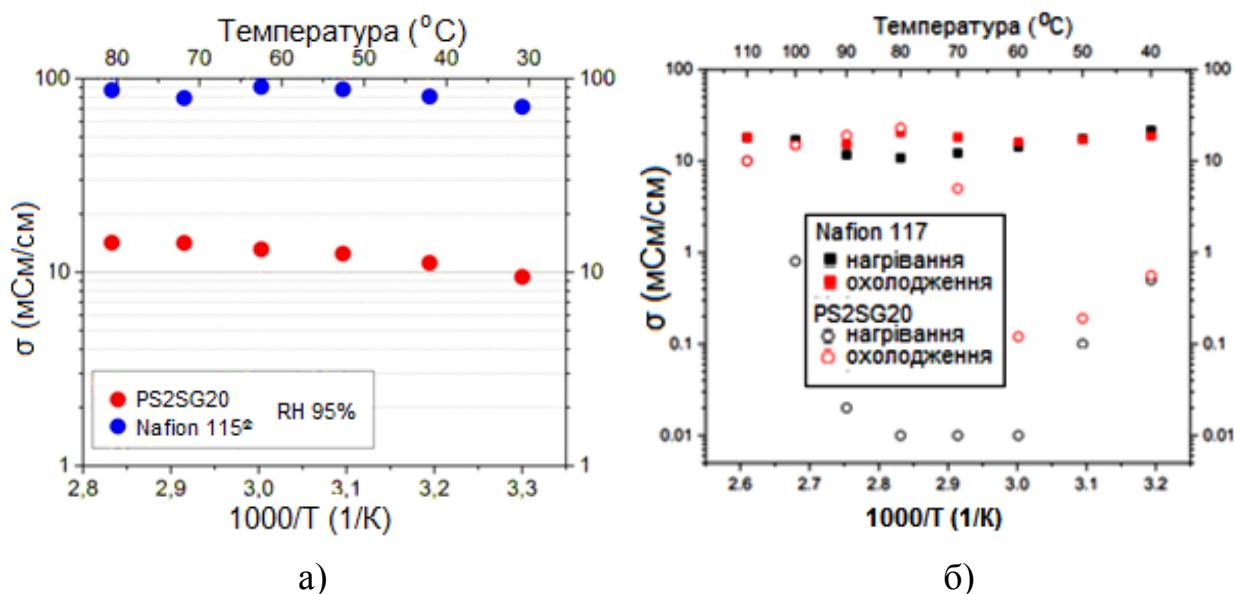 Температура (⁰C)
80 70 60 50 40 30
100 100
10 10
1 1
σ (мСм/см)
PS2SG20
Nafion 115
RH 95%
2,8 2,9 3,0 3,1 3,2 3,3
1000/T (1/К)
а)
Температура (⁰C)
110 100 90 80 70 60 50 40
100 100
10 10
1 1
0.1 0.1
0.01 0.01
σ (мСм/см)
Nafion 117
нагрівання
охолодження
PS2SG20
нагрівання
охолодження
2.6 2.7 2.8 2.9 3.0 3.1 3.2
1000/T (1/К)
б)